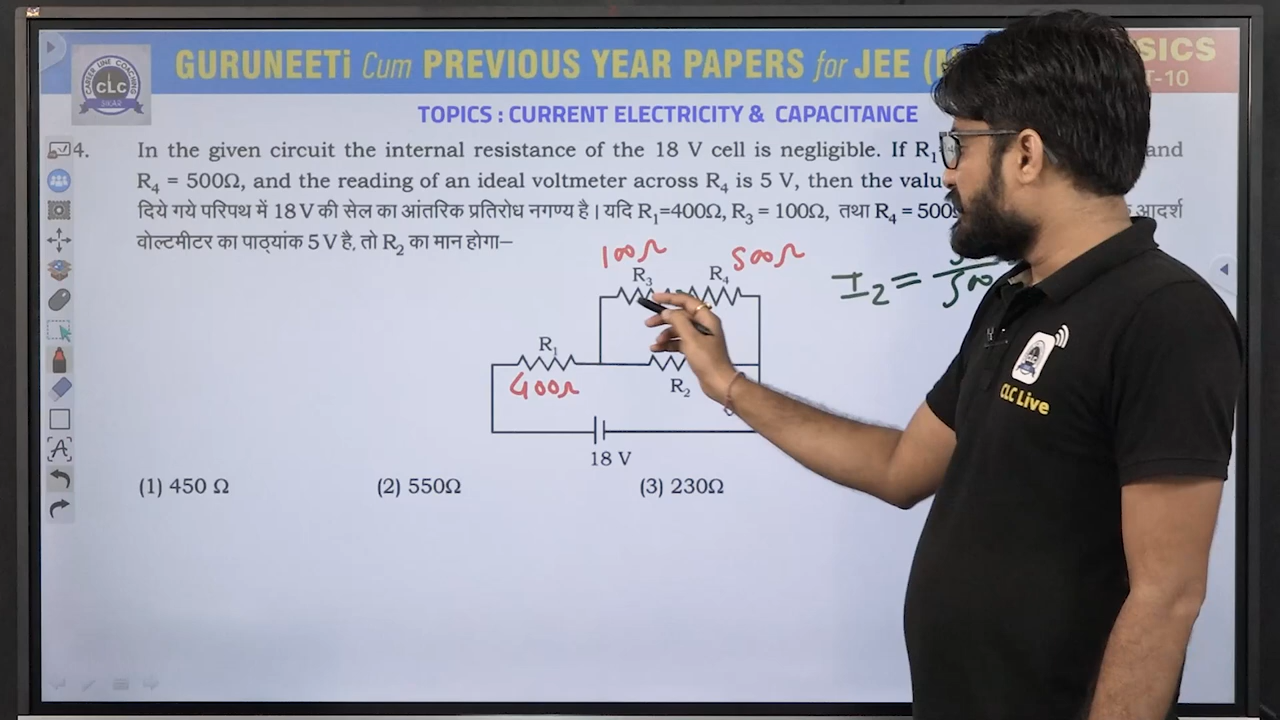 GURUNEETi Cum PREVIOUS YEAR PAPERS for JEE
CLC
SIKAR
TOPICS : CURRENT ELECTRICITY & CAPACITANCE
4. In the given circuit the internal resistance of the 18 V cell is negligible. If R₁ and
R₄ = 500Ω, and the reading of an ideal voltmeter across R₄ is 5 V, then the
दिये गये परिपथ में 18 V की सेल का आंतरिक प्रतिरोध नगण्य है। यदि R₁=400Ω, R₃ = 100Ω, तथा R₄ = 500 आदर्श
वोल्टमीटर का पाठ्यांक 5 V है, तो R₂ का मान होगा—
100Ω 500Ω
R₃ R₄
I₂ = /500
R₁
400Ω
R₂
18 V
(1) 450 Ω (2) 550Ω (3) 230Ω
CLC Live